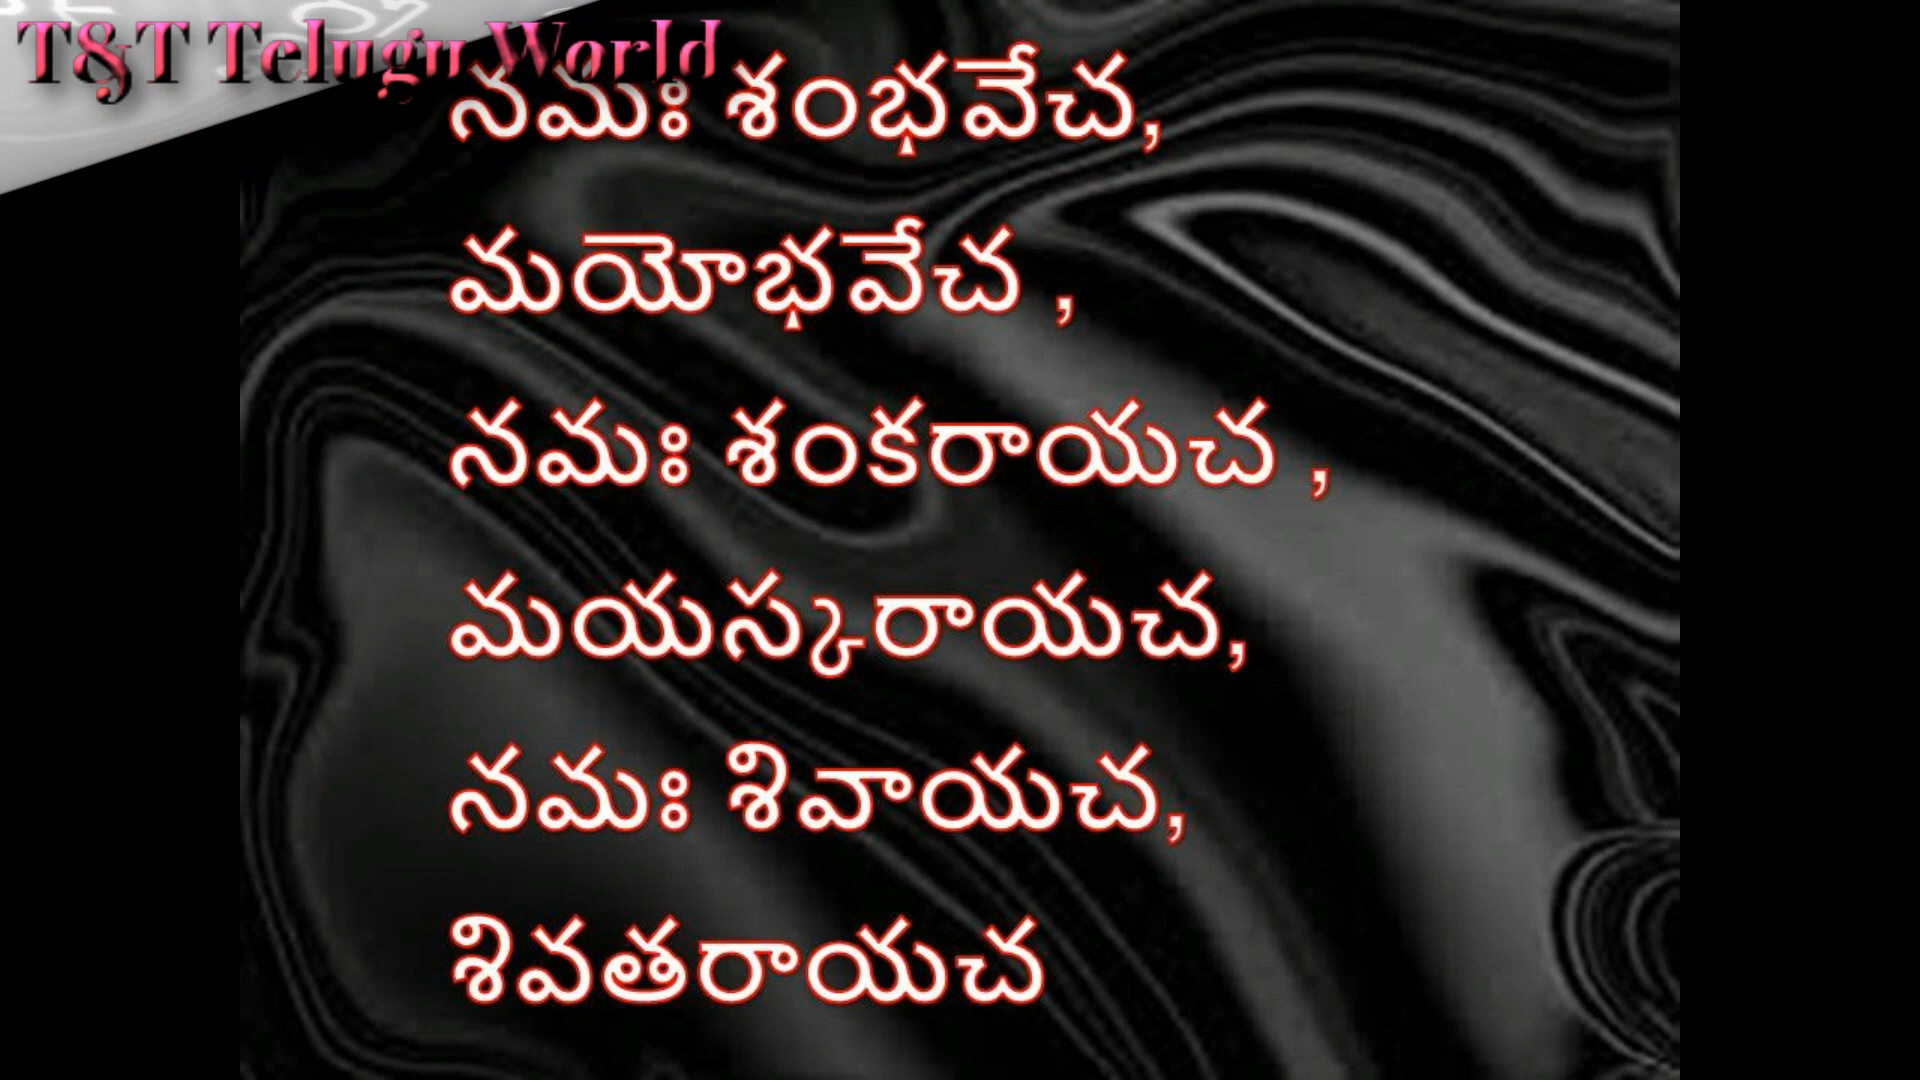 T&T Telugu World
నమః శంభవేచ,
మయోభవేచ ,
నమః శంకరాయచ ,
మయస్కరాయచ,
నమః శివాయచ,
శివతరాయచ